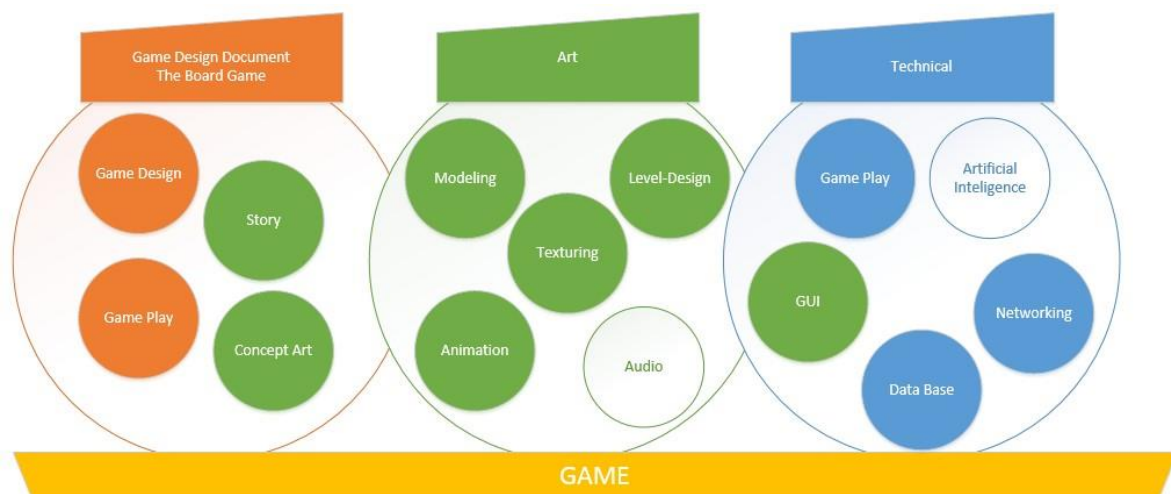 Game Design Document
The Board Game
Game Design
Story
Game Play
Concept Art
Art
Modeling
Level-Design
Texturing
Animation
Audio
Technical
Game Play
Artificial
Inteligence
GUI
Networking
Data Base
GAME